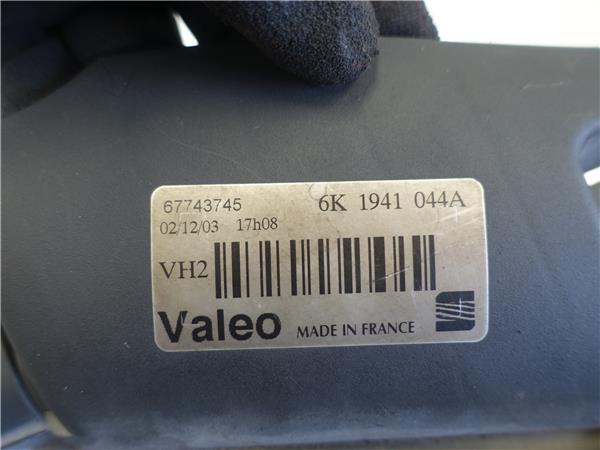 67743745 6K 1941 044A
02/12/03 17h08
VH2
Valeo MADE IN FRANCE